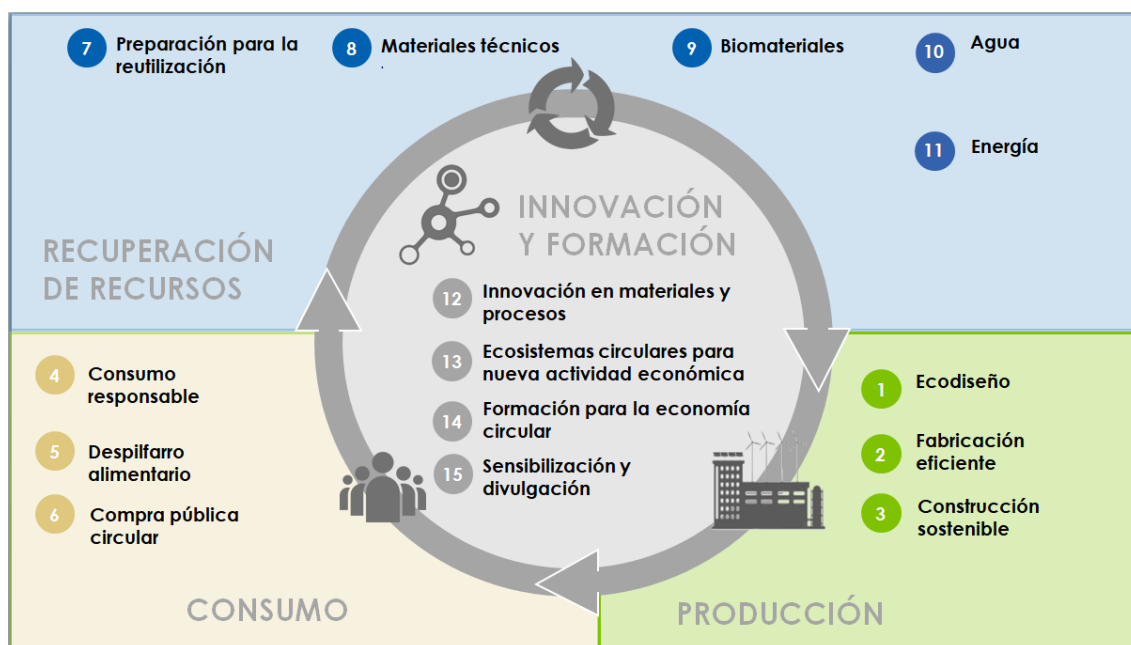 7 Preparación para la
reutilización
8 Materiales técnicos
.
9 Biomateriales
10 Agua
11 Energía
RECUPERACIÓN
DE RECURSOS
INNOVACIÓN
Y FORMACIÓN
12 Innovación en materiales y
procesos
13 Ecosistemas circulares para
nueva actividad económica
14 Formación para la economía
circular
15 Sensibilización y
divulgación
4 Consumo
responsable
5 Despilfarro
alimentario
6 Compra pública
circular
CONSUMO
1 Ecodiseño
2 Fabricación
eficiente
3 Construcción
sostenible
PRODUCCIÓN